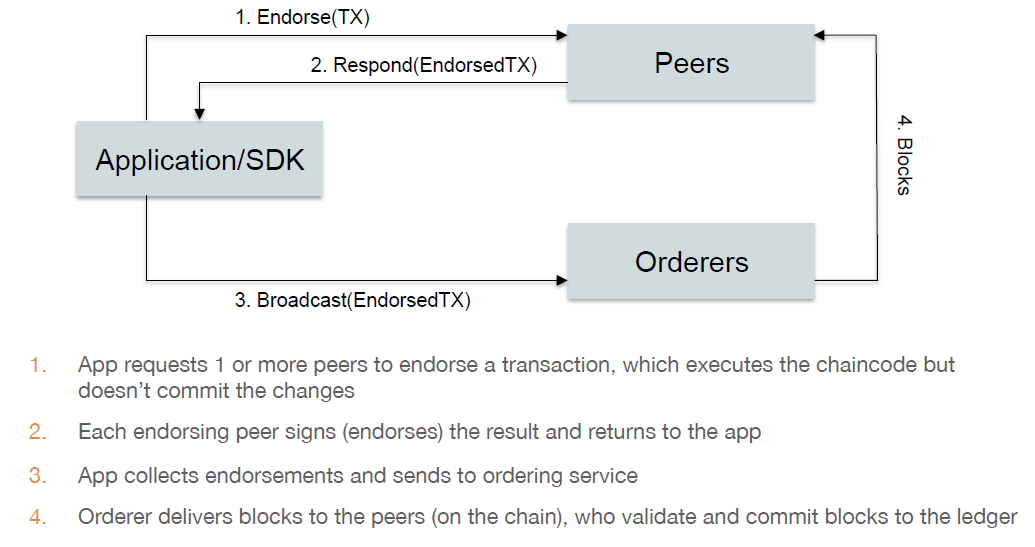 1. Endorse(TX)
Peers
2. Respond(EndorsedTX)
4. Blocks
Application/SDK
Orderers
3. Broadcast(EndorsedTX)
1. App requests 1 or more peers to endorse a transaction, which executes the chaincode but
doesn’t commit the changes
2. Each endorsing peer signs (endorses) the result and returns to the app
3. App collects endorsements and sends to ordering service
4. Orderer delivers blocks to the peers (on the chain), who validate and commit blocks to the ledger